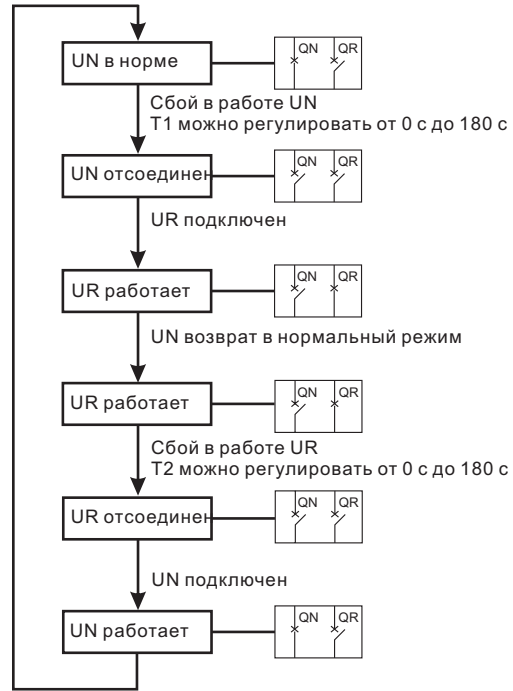 UN в норме
QN QR
Сбой в работе UN
T1 можно регулировать от 0 с до 180 с
UN отсоединен
QN QR
UR подключен
UR работает
QN QR
UN возврат в нормальный режим
UR работает
QN QR
Сбой в работе UR
T2 можно регулировать от 0 с до 180 с
UR отсоединен
QN QR
UN подключен
UN работает
QN QR